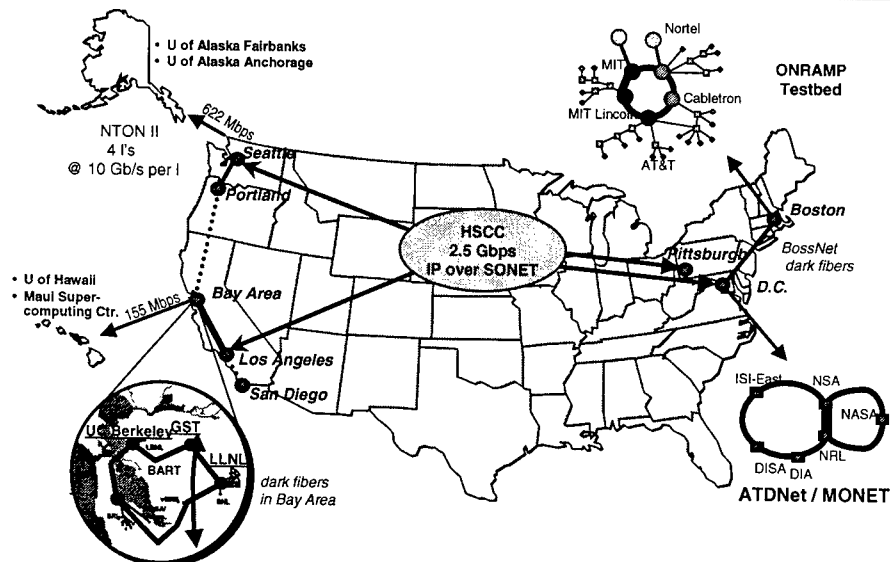 • U of Alaska Fairbanks
• U of Alaska Anchorage
Nortel
MIT
ONRAMP
Testbed
Cabletron
MIT Lincoln
AT&T
622 Mbps
NTON II
4 l's
@ 10 Gb/s per l
Seattle
Portland
HSCC
2.5 Gbps
IP over SONET
Boston
Pittsburgh
BossNet
dark fibers
D.C.
• U of Hawaii
• Maui Super-
computing Ctr.
155 Mbps
Bay Area
Los Angeles
San Diego
UC Berkeley
GST
LBNL
BART
LLNL
SNL
dark fibers
in Bay Area
ISI-East
NSA
NASA
DISA
DIA
NRL
ATDNet / MONET